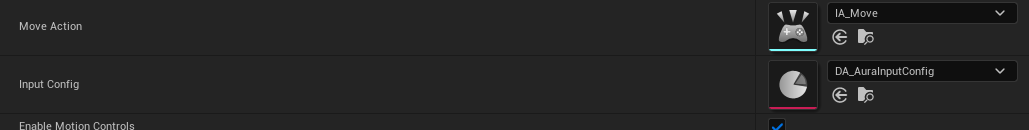 Move Action
IA_Move
Input Config
DA_AuraInputConfig
Enable Motion Controls